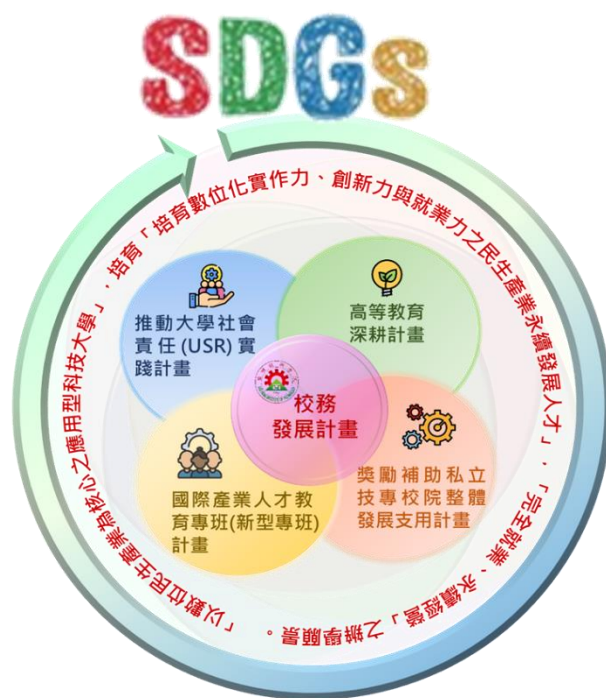 SDGs
「以數位民生產業為核心之應用型科技大學」，培育「培育數位化實作力、創新力與就業力之民生產業永續發展人才」，「完全就業、永續經營」之辦學願景。
推動大學社會
責任(USR)實
踐計畫
高等教育
深耕計畫
校務
發展計畫
國際產業人才教
育專班(新型專班)
計畫
獎勵補助私立
技專校院整體
發展支用計畫